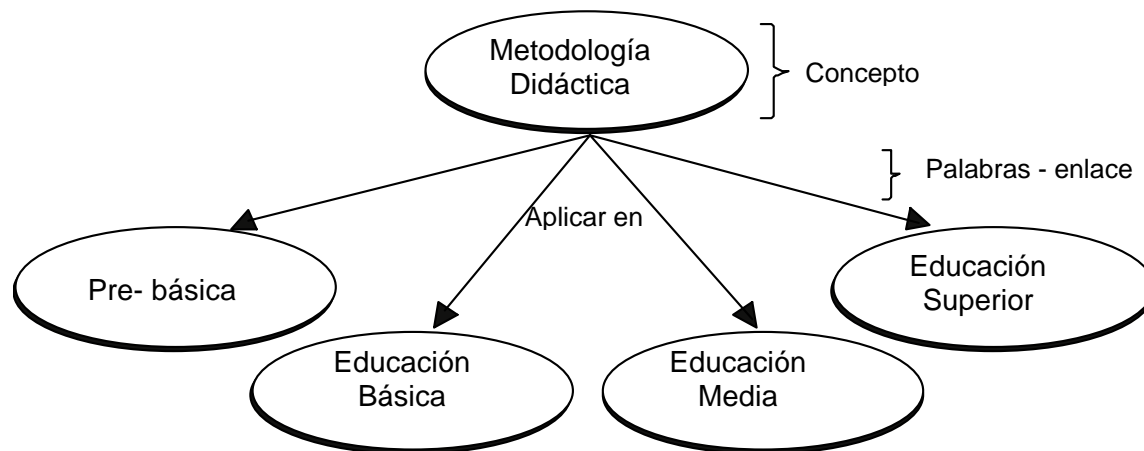 Metodología
Didáctica
Concepto
Palabras - enlace
Aplicar en
Pre- básica
Educación
Superior
Educación
Básica
Educación
Media